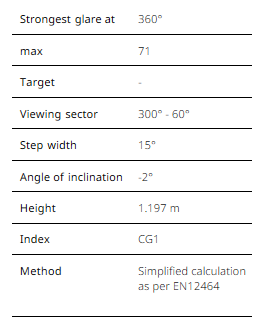 Strongest glare at 360°
max 71
Target -
Viewing sector 300° - 60°
Step width 15°
Angle of inclination -2°
Height 1.197 m
Index CG1
Method Simplified calculation
as per EN12464